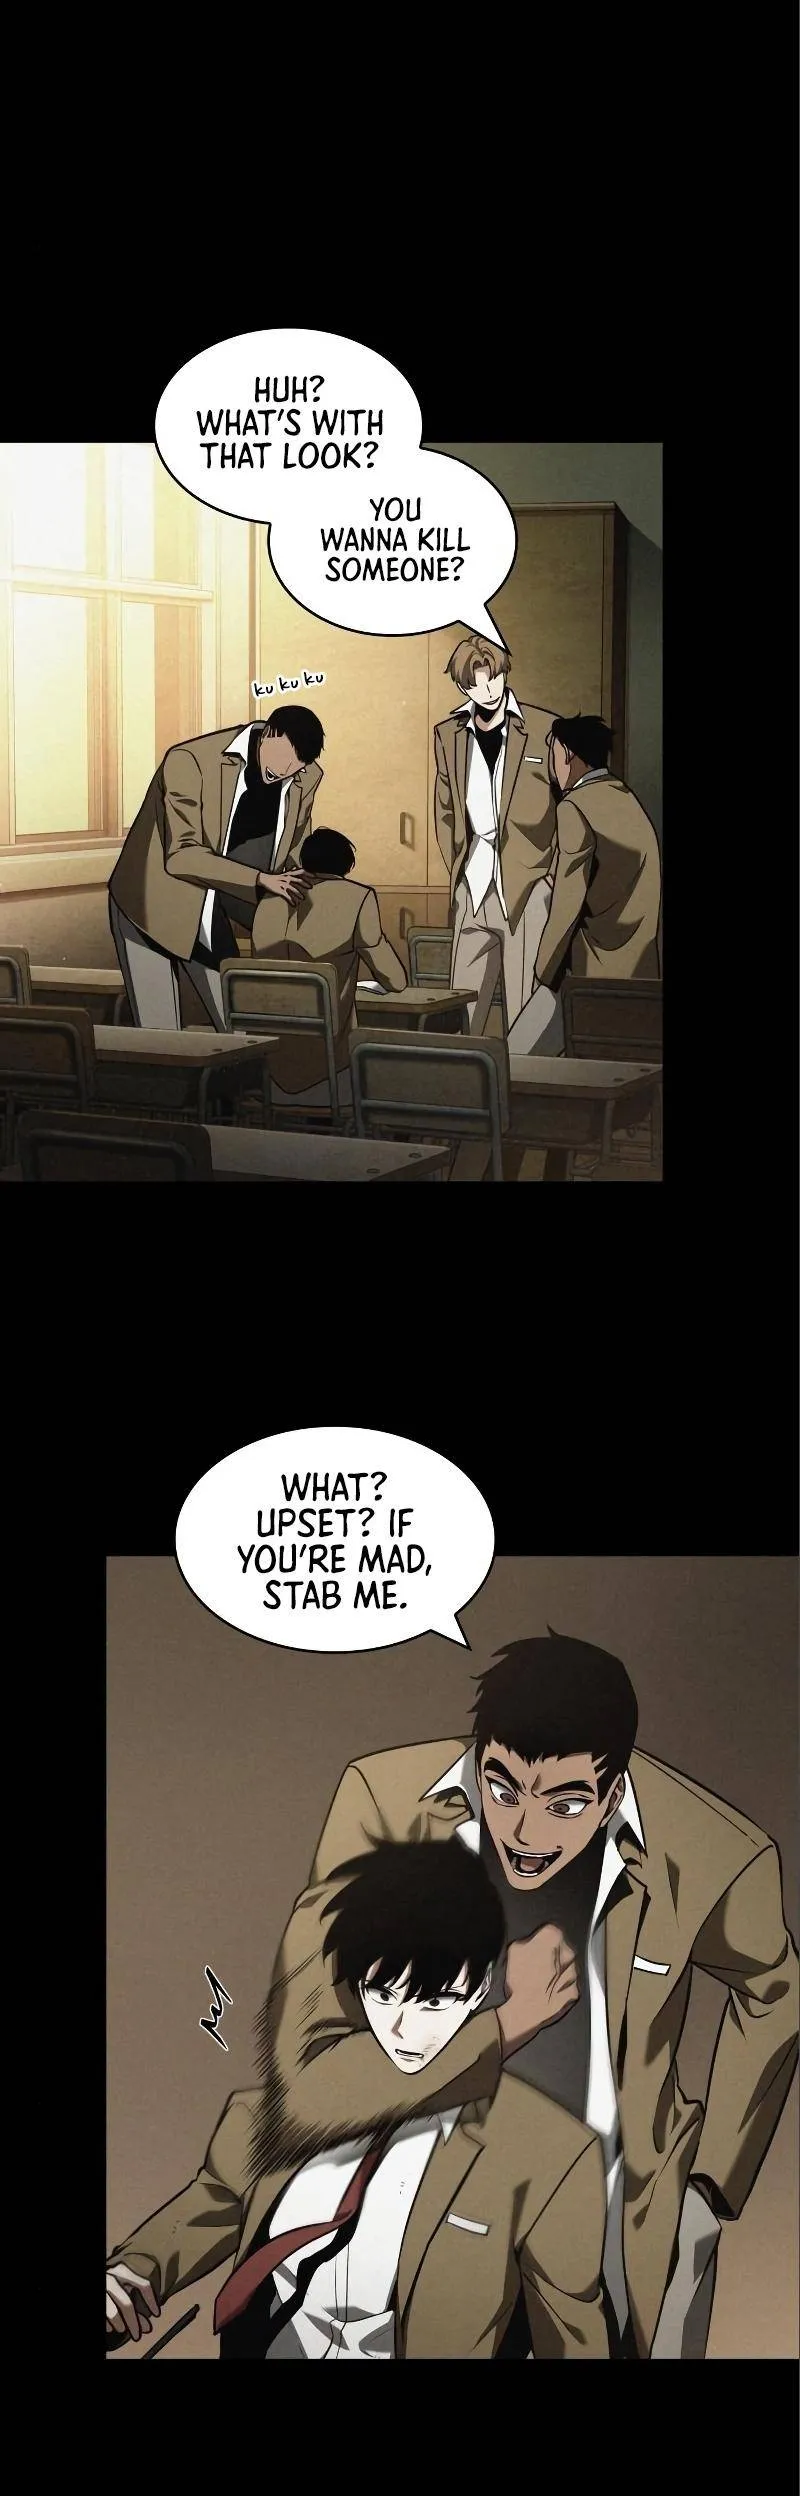 HUH?
WHAT'S WITH
THAT LOOK?
YOU
WANNA KILL
SOMEONE?
ku ku ku
WHAT?
UPSET? IF
YOU'RE MAD,
STAB ME.